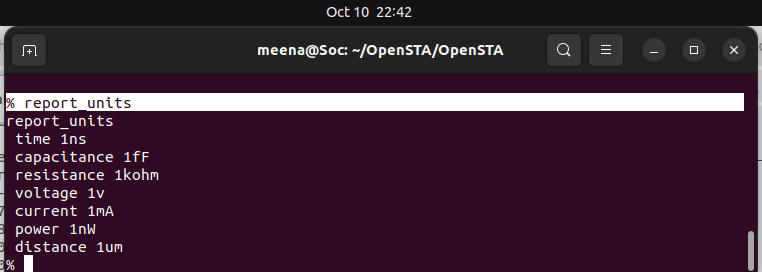 Oct 10 22:42
meena@Soc: ~/OpenSTA/OpenSTA
% report_units
report_units
time 1ns
capacitance 1fF
resistance 1kohm
voltage 1v
current 1mA
power 1nW
distance 1um
%